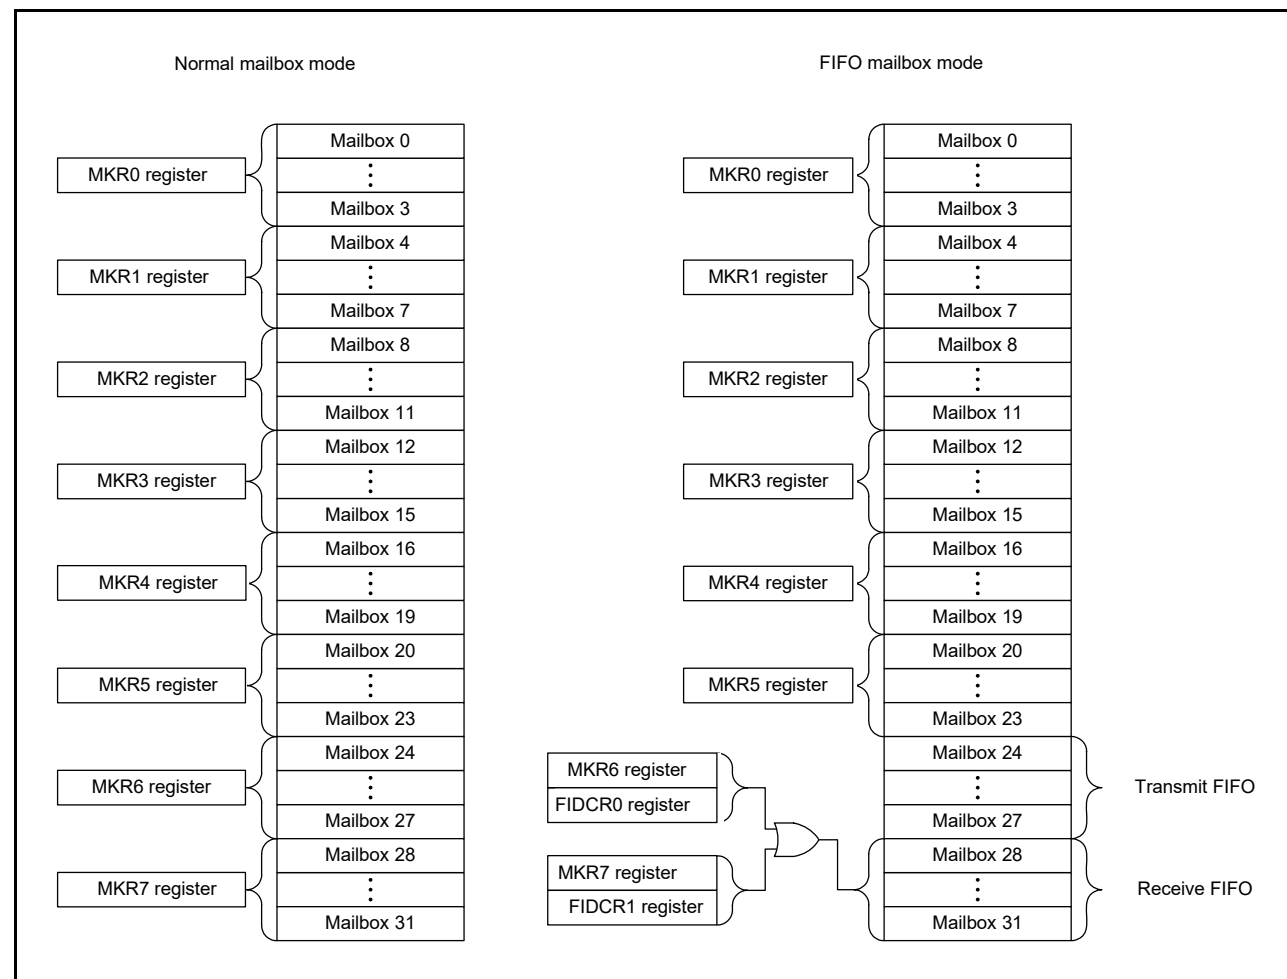 Normal mailbox mode
MKR0 register
Mailbox 0
Mailbox 3
MKR1 register
Mailbox 4
Mailbox 7
MKR2 register
Mailbox 8
Mailbox 11
MKR3 register
Mailbox 12
Mailbox 15
MKR4 register
Mailbox 16
Mailbox 19
MKR5 register
Mailbox 20
Mailbox 23
MKR6 register
Mailbox 24
Mailbox 27
MKR7 register
Mailbox 28
Mailbox 31
FIFO mailbox mode
MKR0 register
Mailbox 0
Mailbox 3
MKR1 register
Mailbox 4
Mailbox 7
MKR2 register
Mailbox 8
Mailbox 11
MKR3 register
Mailbox 12
Mailbox 15
MKR4 register
Mailbox 16
Mailbox 19
MKR5 register
Mailbox 20
Mailbox 23
MKR6 register
FIDCR0 register
Mailbox 24
Mailbox 27
Transmit FIFO
MKR7 register
FIDCR1 register
Mailbox 28
Mailbox 31
Receive FIFO